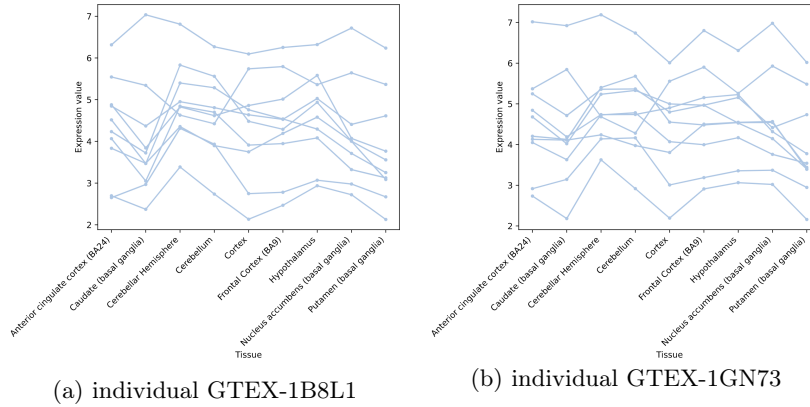 7
6
5
4
3
2
Expression value
Anterior cingulate cortex (BA24)
Caudate (basal ganglia)
Cerebellar Hemisphere
Cerebellum
Cortex
Frontal Cortex (BA9)
Hypothalamus
Nucleus accumbens (basal ganglia)
Putamen (basal ganglia)
Tissue
(a) individual GTEX-1B8L1
7
6
5
4
3
2
Expression value
Anterior cingulate cortex (BA24)
Caudate (basal ganglia)
Cerebellar Hemisphere
Cerebellum
Cortex
Frontal Cortex (BA9)
Hypothalamus
Nucleus accumbens (basal ganglia)
Putamen (basal ganglia)
Tissue
(b) individual GTEX-1GN73